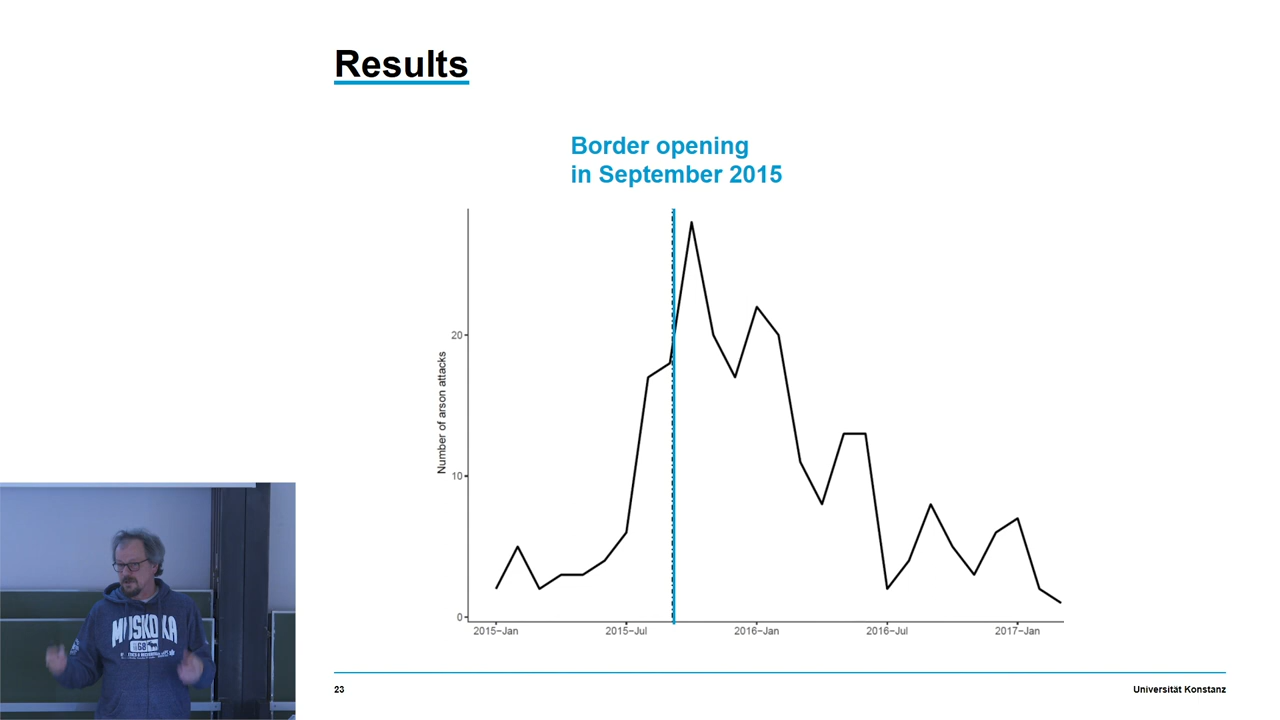 Results
Border opening
in September 2015
Number of arson attacks
20
10
0
2015-Jan
2015-Jul
2016-Jan
2016-Jul
2017-Jan
MUSKOKA
23
Universität Konstanz